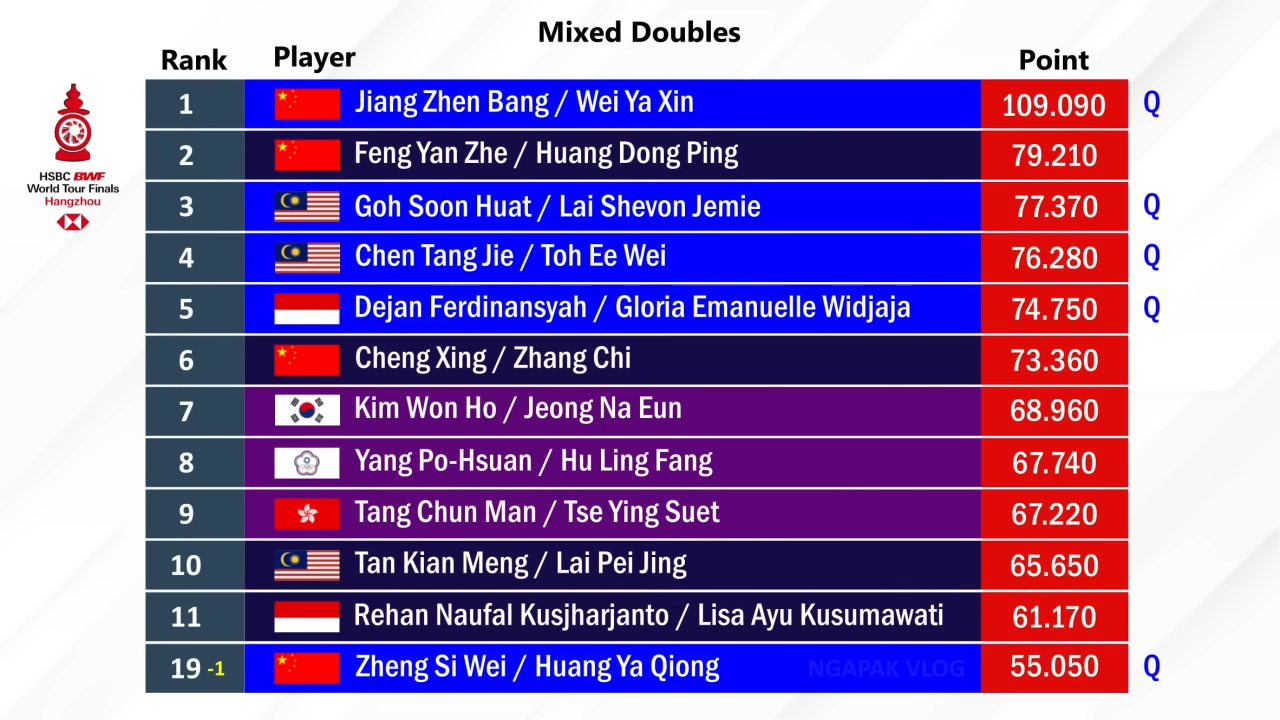 Mixed Doubles
Rank Player Point
HSBC BWF
World Tour Finals
Hangzhou
1 Jiang Zhen Bang / Wei Ya Xin 109.090 Q
2 Feng Yan Zhe / Huang Dong Ping 79.210
3 Goh Soon Huat / Lai Shevon Jemie 77.370 Q
4 Chen Tang Jie / Toh Ee Wei 76.280 Q
5 Dejan Ferdinansyah / Gloria Emanuelle Widjaja 74.750 Q
6 Cheng Xing / Zhang Chi 73.360
7 Kim Won Ho / Jeong Na Eun 68.960
8 Yang Po-Hsuan / Hu Ling Fang 67.740
9 Tang Chun Man / Tse Ying Suet 67.220
10 Tan Kian Meng / Lai Pei Jing 65.650
11 Rehan Naufal Kusjharjanto / Lisa Ayu Kusumawati 61.170
19 -1 Zheng Si Wei / Huang Ya Qiong NGAPAK VLOG 55.050 Q